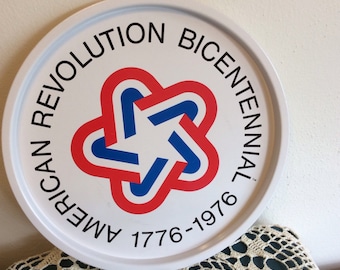 AMERICAN REVOLUTION BICENTENNIAL
1776-1976